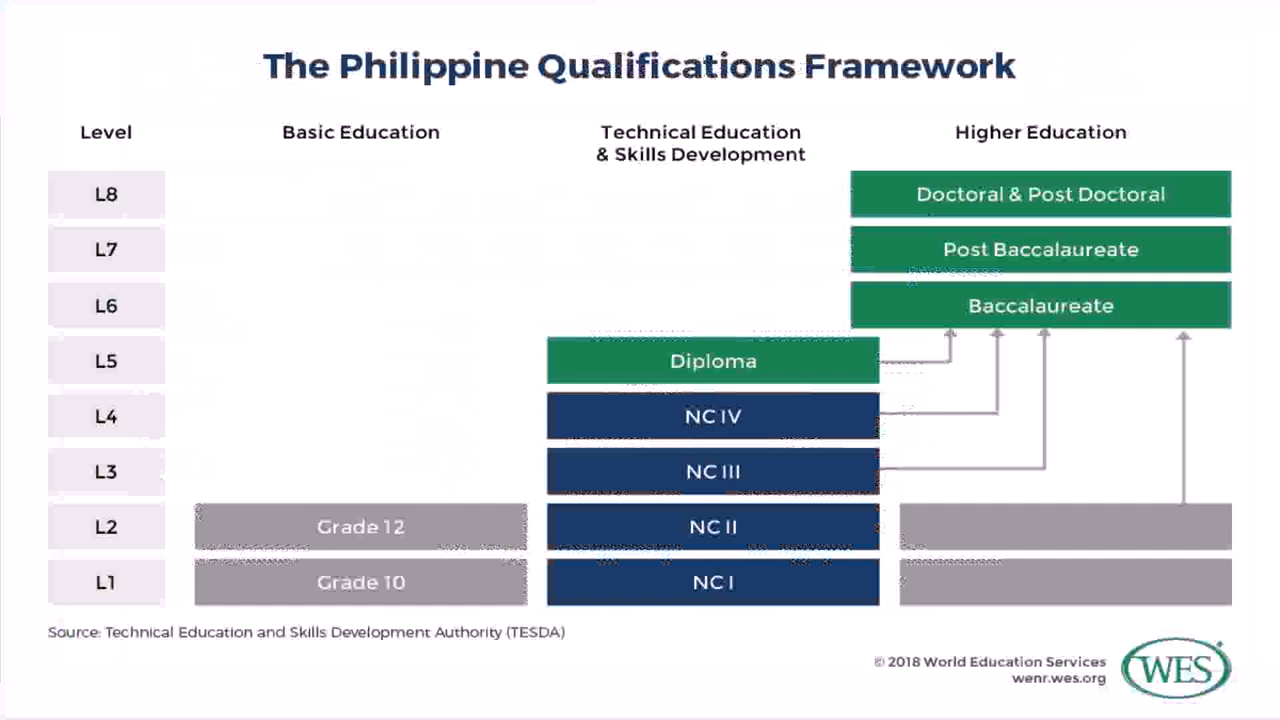 The Philippine Qualifications Framework
Level
Basic Education
Technical Education
& Skills Development
Higher Education
L8
Doctoral & Post Doctoral
L7
Post Baccalaureate
L6
Baccalaureate
L5
Diploma
L4
NC IV
L3
NC III
L2
Grade 12
NC II
L1
Grade 10
NC I
Source: Technical Education and Skills Development Authority (TESDA)
© 2018 World Education Services
wenr.wes.org
WES